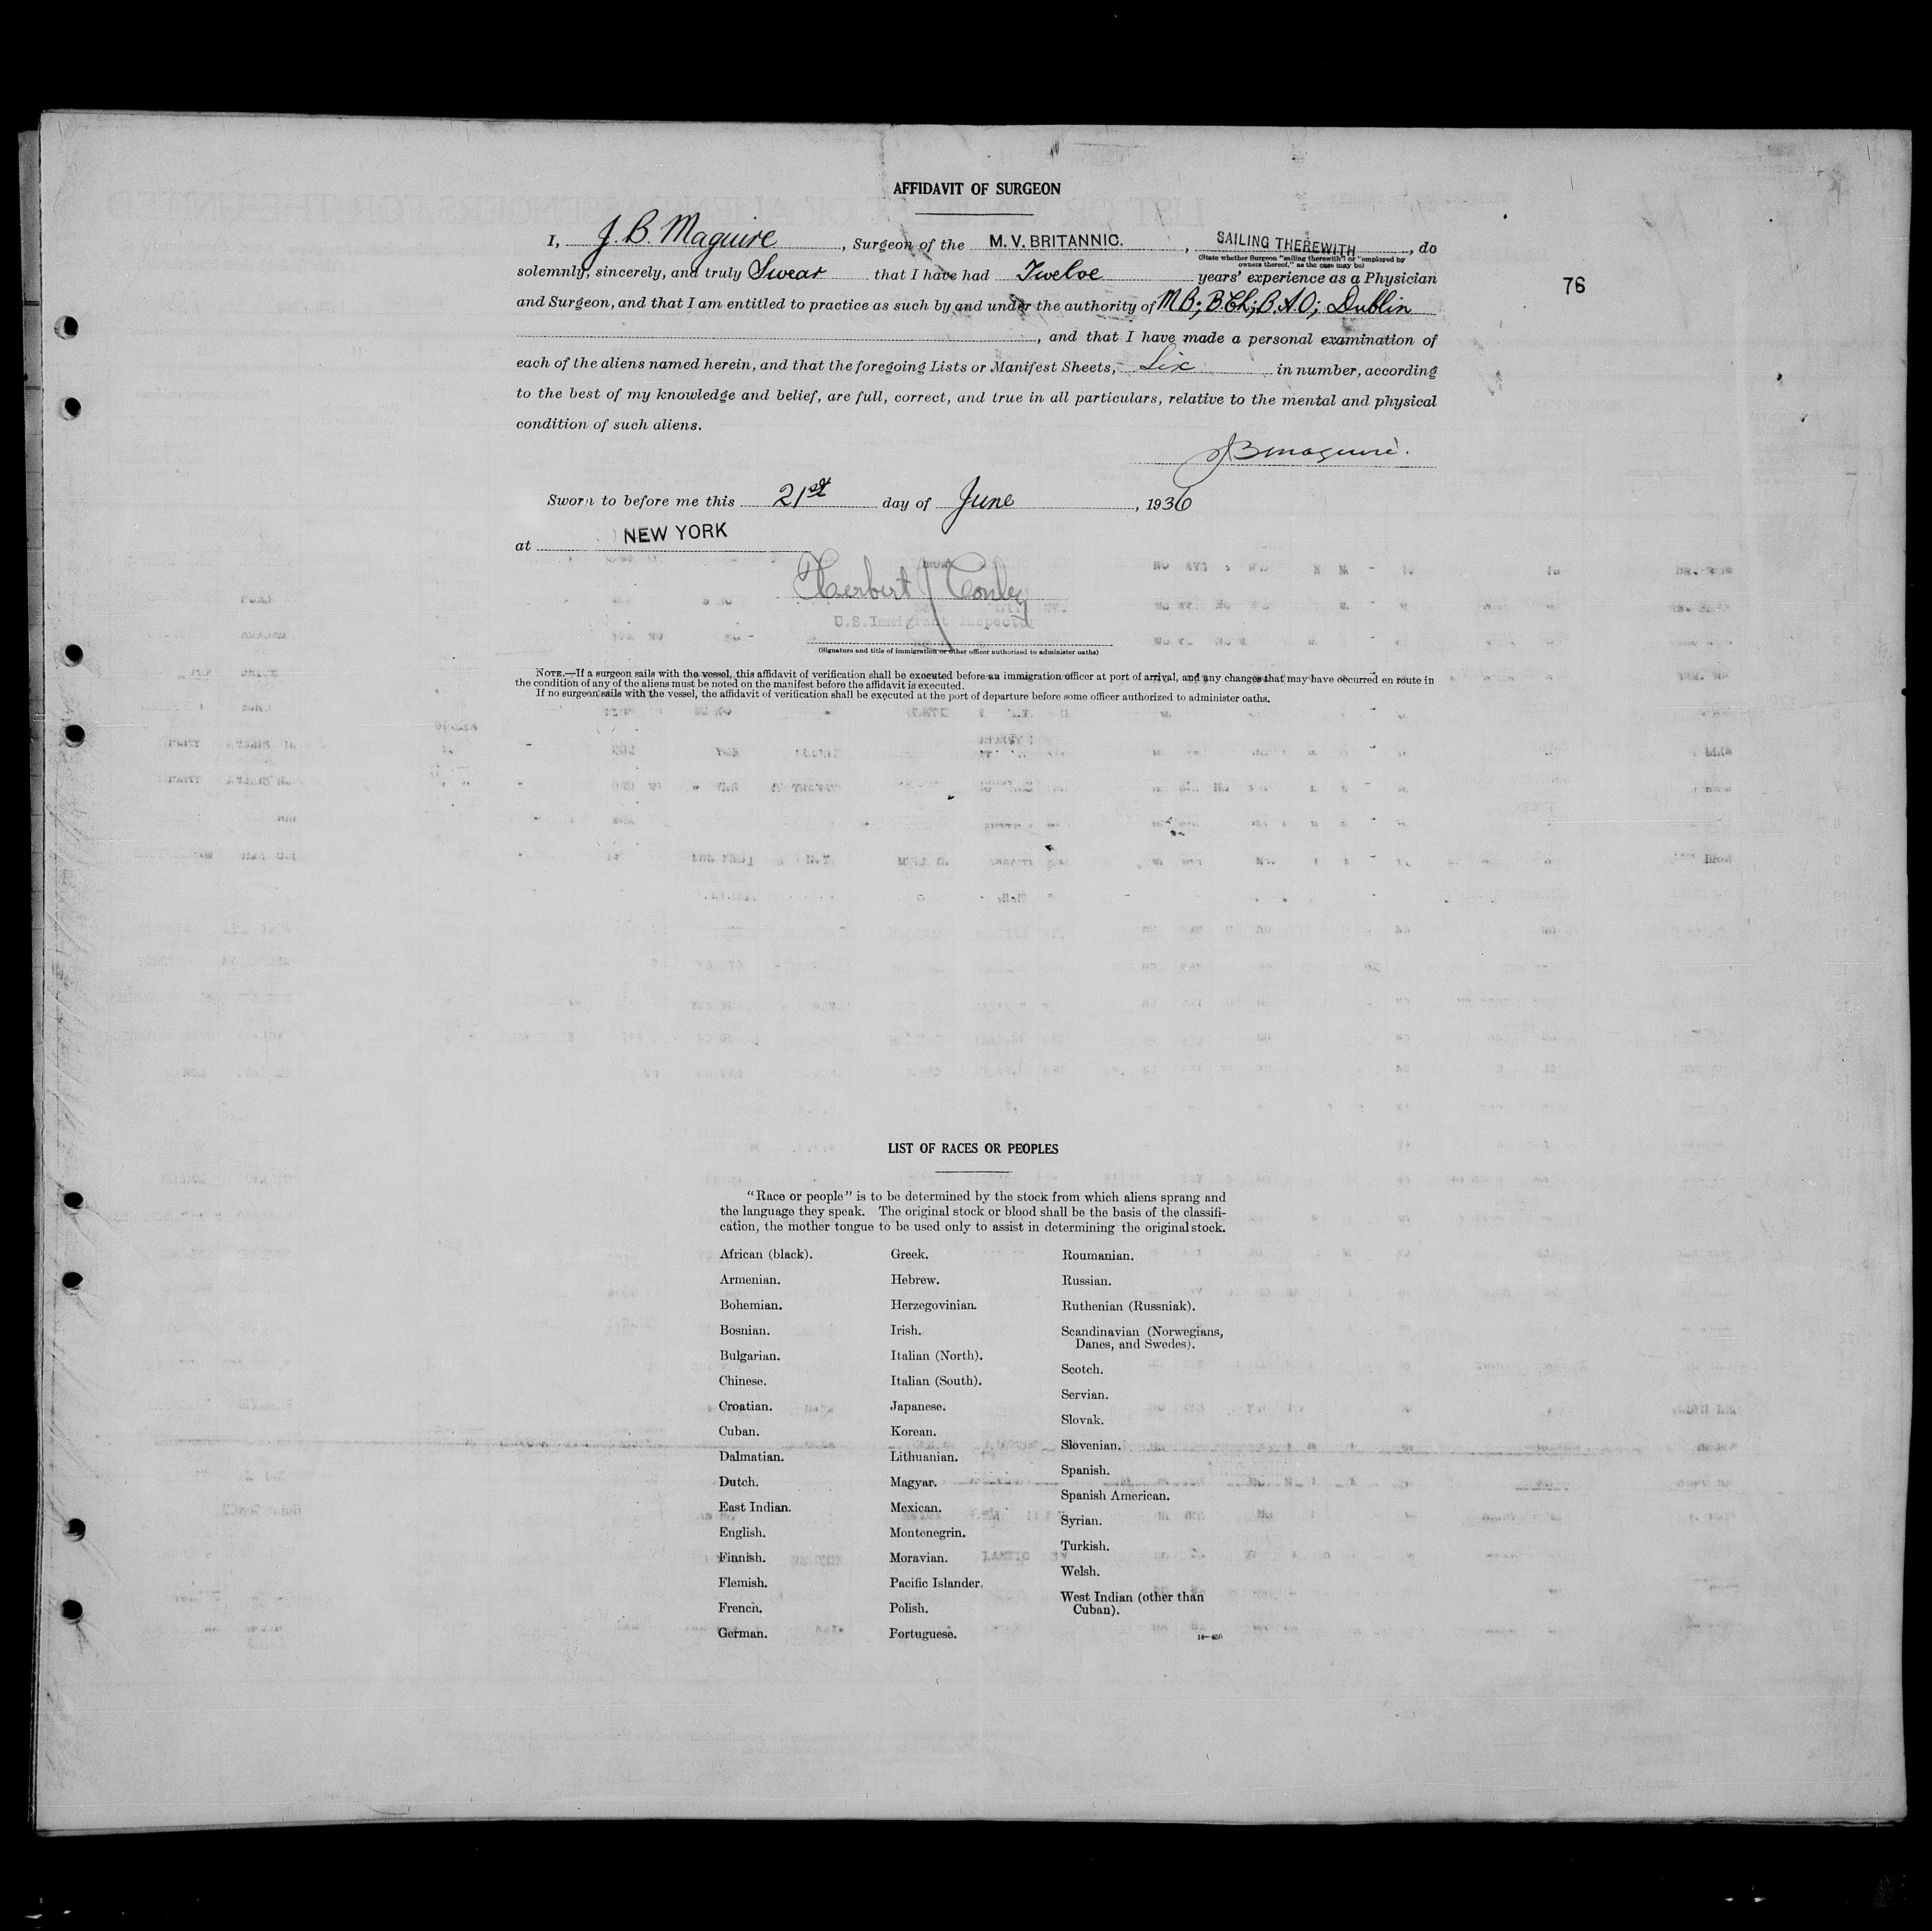 AFFIDAVIT OF SURGEON
I, J. B. Maguire, Surgeon of the M. V. BRITANNIC., SAILING THEREWITH, do
(State whether Surgeon "sailing therewith" or "employed by
owners thereof," as the case may be)
solemnly, sincerely, and truly Swear that I have had Twelve years' experience as a Physician
and Surgeon, and that I am entitled to practice as such by and under the authority of M B; B.Ch; B.A.O; Dublin
76
, and that I have made a personal examination of
each of the aliens named herein, and that the foregoing Lists or Manifest Sheets, Six in number, according
to the best of my knowledge and belief, are full, correct, and true in all particulars, relative to the mental and physical
condition of such aliens.
JBMaguire.
Sworn to before me this 21st day of June, 1936
at NEW YORK
Herbert J Conley
U.S. Immigrant Inspector
(Signature and title of immigration or other officer authorized to administer oaths)
NOTE.—If a surgeon sails with the vessel, this affidavit of verification shall be executed before an immigration officer at port of arrival, and any changes that may have occurred en route in
the condition of any of the aliens must be noted on the manifest before the affidavit is executed.
If no surgeon sails with the vessel, the affidavit of verification shall be executed at the port of departure before some officer authorized to administer oaths.
LIST OF RACES OR PEOPLES
"Race or people" is to be determined by the stock from which aliens sprang and
the language they speak. The original stock or blood shall be the basis of the classifi-
cation, the mother tongue to be used only to assist in determining the original stock.
African (black).
Armenian.
Bohemian.
Bosnian.
Bulgarian.
Chinese.
Croatian.
Cuban.
Dalmatian.
Dutch.
East Indian.
English.
Finnish.
Flemish.
French.
German.
Greek.
Hebrew.
Herzegovinian.
Irish.
Italian (North).
Italian (South).
Japanese.
Korean.
Lithuanian.
Magyar.
Mexican.
Montenegrin.
Moravian.
Pacific Islander.
Polish.
Portuguese.
Roumanian.
Russian.
Ruthenian (Russniak).
Scandinavian (Norwegians,
Danes, and Swedes).
Scotch.
Servian.
Slovak.
Slovenian.
Spanish.
Spanish American.
Syrian.
Turkish.
Welsh.
West Indian (other than
Cuban).